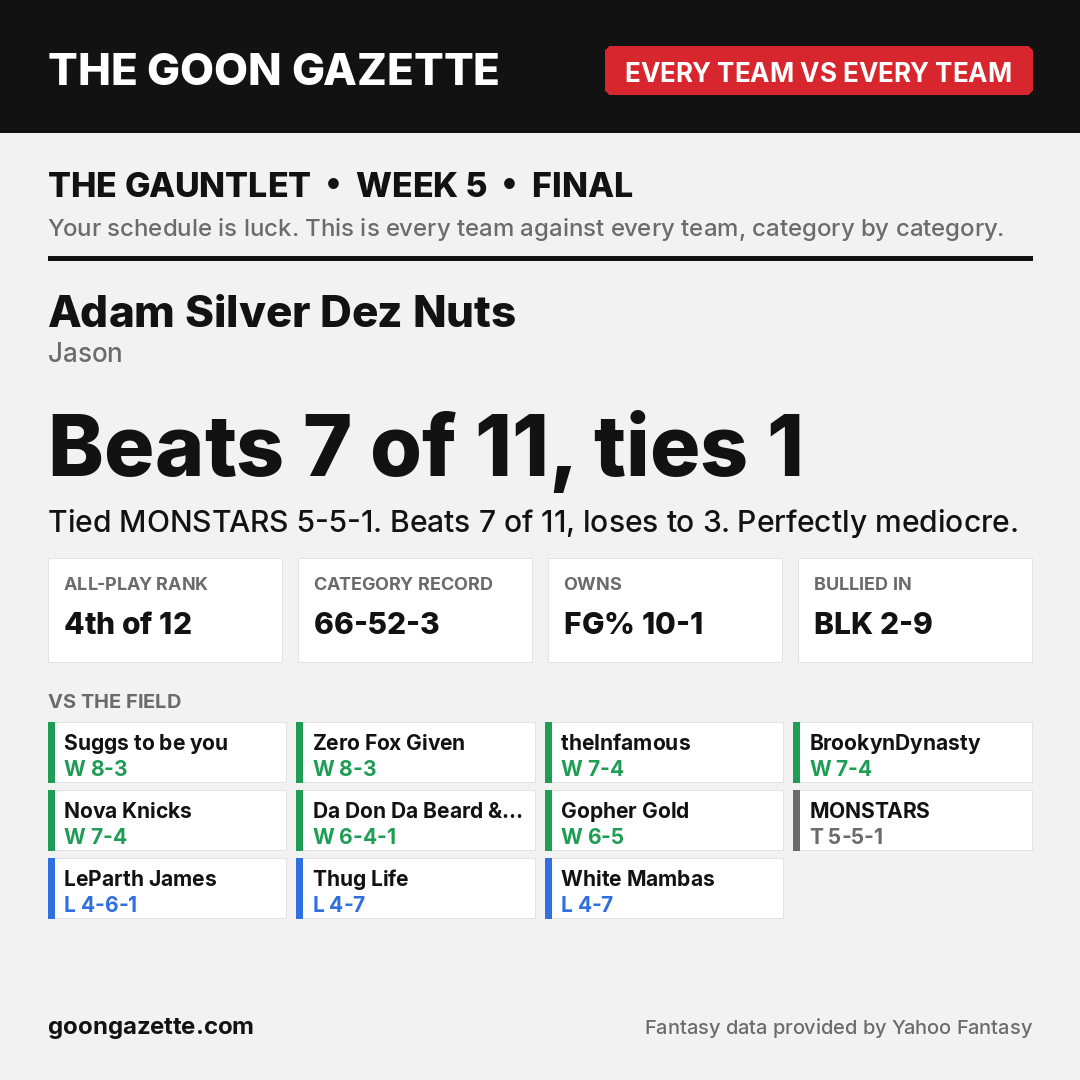 THE GOON GAZETTE
EVERY TEAM VS EVERY TEAM
THE GAUNTLET • WEEK 5 • FINAL
Your schedule is luck. This is every team against every team, category by category.
Adam Silver Dez Nuts
Jason
Beats 7 of 11, ties 1
Tied MONSTARS 5-5-1. Beats 7 of 11, loses to 3. Perfectly mediocre.
ALL-PLAY RANK
4th of 12
CATEGORY RECORD
66-52-3
OWNS
FG% 10-1
BULLIED IN
BLK 2-9
VS THE FIELD
Suggs to be you
W 8-3
Zero Fox Given
W 8-3
theInfamous
W 7-4
BrookynDynasty
W 7-4
Nova Knicks
W 7-4
Da Don Da Beard &...
W 6-4-1
Gopher Gold
W 6-5
MONSTARS
T 5-5-1
LeParth James
L 4-6-1
Thug Life
L 4-7
White Mambas
L 4-7
goongazette.com
Fantasy data provided by Yahoo Fantasy